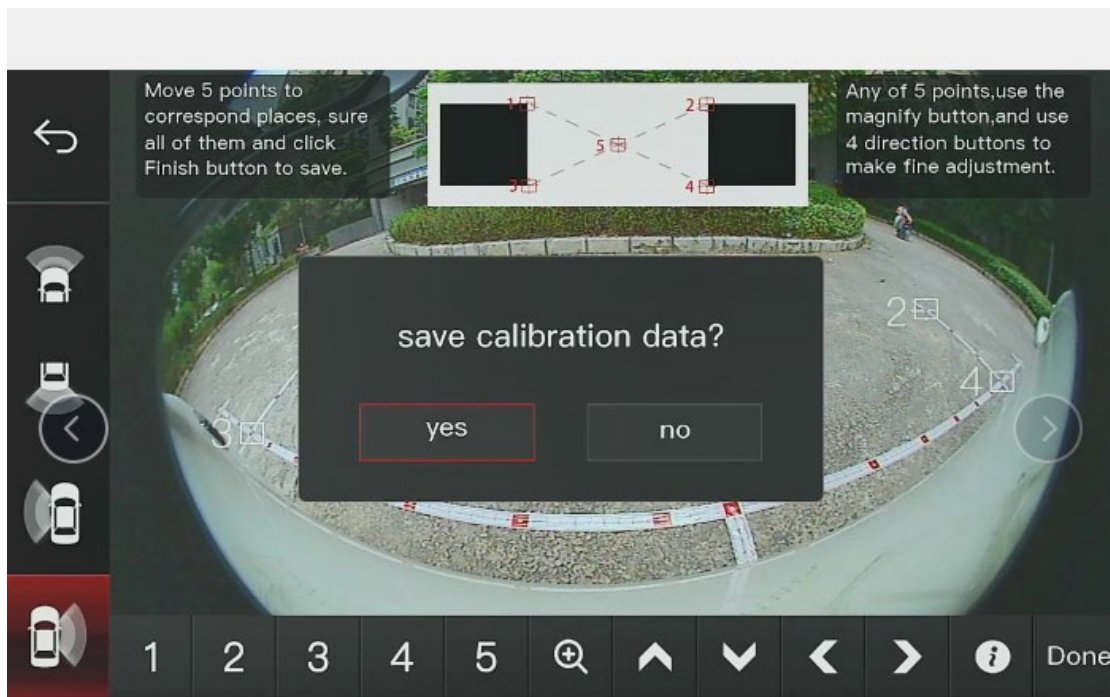 Move 5 points to
correspond places, sure
all of them and click
Finish button to save.
1
2
5
3
4
Any of 5 points,use the
magnify button,and use
4 direction buttons to
make fine adjustment.
2
4
3
save calibration data?
yes
no
1 2 3 4 5 i Done